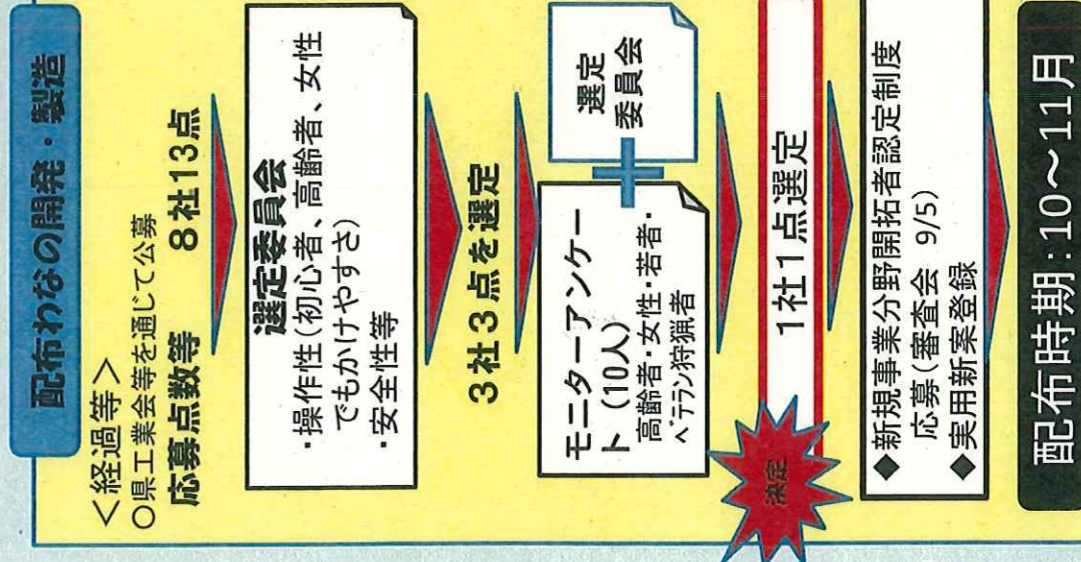 配布わなの開発・製造
＜経過等＞
○県工業会等を通じて公募
応募点数等　８社１３点
選定委員会
・操作性（初心者、高齢者、女性
でもかけやすさ）
・安全性等
３社３点を選定
モニターアンケー
ト（10人）
高齢者・女性・若者・
ベテラン狩猟者
選定
委員会
決定
1社1点選定
◆新規事業分野開拓者認定制度
応募（審査会　9/5）
◆実用新案登録
配布時期：10～11月